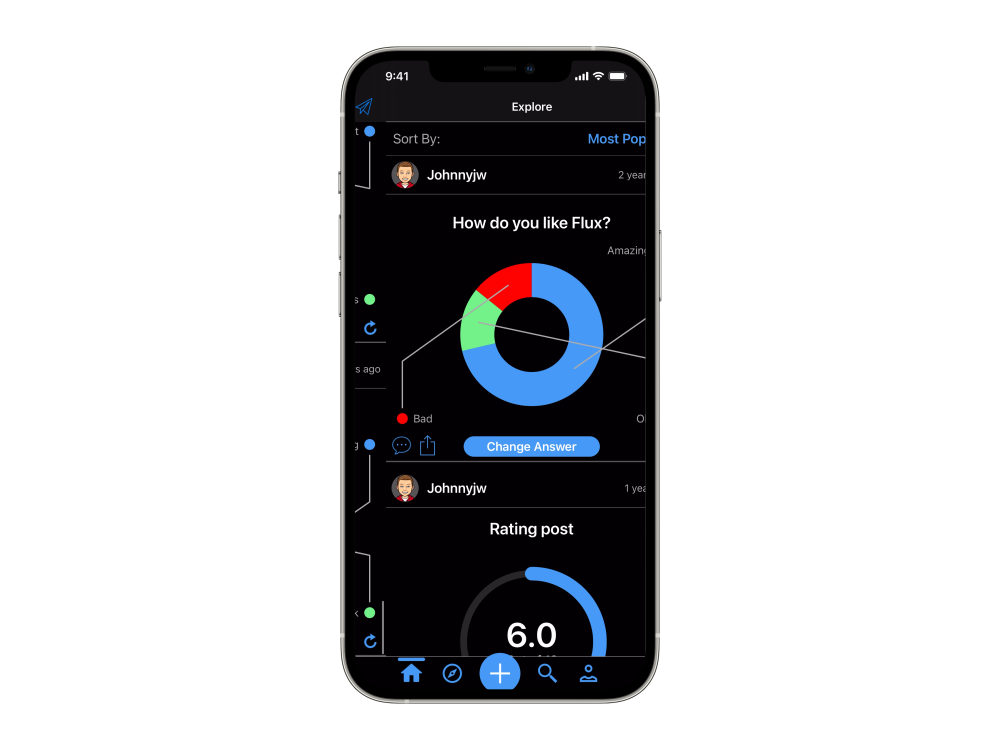 9:41
Explore
t
Sort By:
Most Pop
Johnnyjw
2 year
How do you like Flux?
Amazing
s
s ago
Bad
O
g
Change Answer
Johnnyjw
1 yea
Rating post
6.0